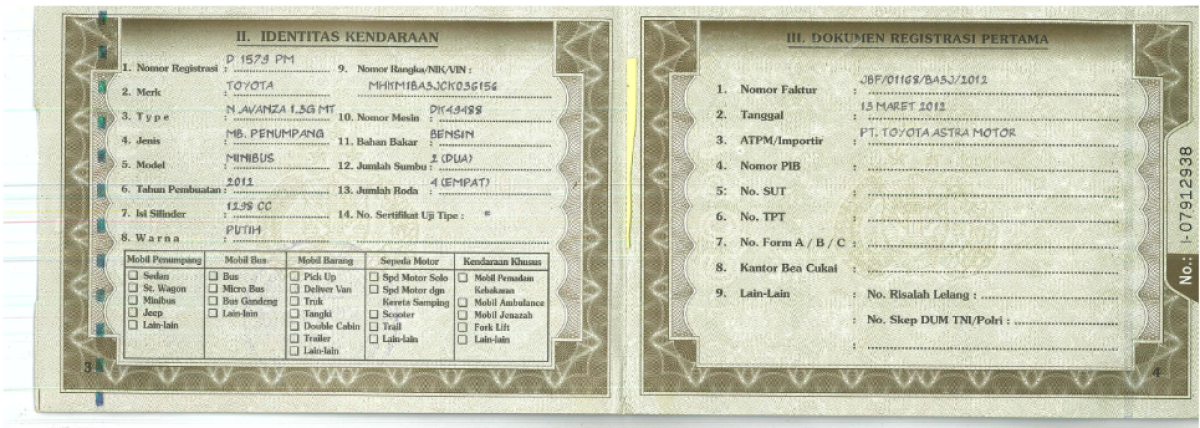 II. IDENTITAS KENDARAAN
1. Nomor Registrasi : D 1579 PM
2. Merk : TOYOTA
3. Type : N.AVANZA 1.3G MT
4. Jenis : MB. PENUMPANG
5. Model : MINIBUS
6. Tahun Pembuatan : 2012
7. Isi Silinder : 1298 CC
8. Warna : PUTIH
9. Nomor Rangka/NIK/VIN :
MHKM1BA3JCK036156
10. Nomor Mesin : DK49488
11. Bahan Bakar : BENSIN
12. Jumlah Sumbu : 2 (DUA)
13. Jumlah Roda : 4 (EMPAT)
14. No. Sertifikat Uji Tipe :
Mobil Penumpang
Sedan
St. Wagon
Minibus
Jeep
Lain-lain
Mobil Bus
Bus
Micro Bus
Bus Gandeng
Lain-lain
Mobil Barang
Pick Up
Deliver Van
Truk
Tangki
Double Cabin
Trailer
Lain-lain
Sepeda Motor
Spd Motor Solo
Spd Motor dgn
Kereta Samping
Scooter
Trail
Lain-lain
Kendaraan Khusus
Mobil Pemadam
Kebakaran
Mobil Ambulance
Mobil Jenazah
Fork Lift
Lain-lain
3
III. DOKUMEN REGISTRASI PERTAMA
1. Nomor Faktur : JBF/01168/BA3J/2012
2. Tanggal : 13 MARET 2012
3. ATPM/Importir : PT. TOYOTA ASTRA MOTOR
4. Nomor PIB :
5: No. SUT :
6. No. TPT :
7. No. Form A / B / C :
8. Kantor Bea Cukai :
9. Lain-Lain : No. Risalah Lelang :
: No. Skep DUM TNI/Polri :
:
4
No.: I-07912938